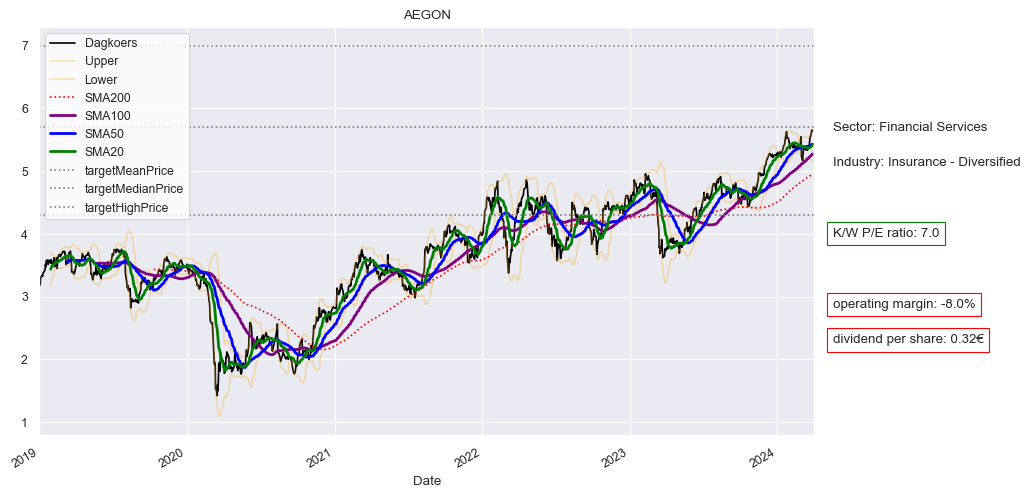 AEGON
7
6
5
4
3
2
1
Dagkoers
Upper
Lower
SMA200
SMA100
SMA50
SMA20
targetMeanPrice
targetMedianPrice
targetHighPrice
Sector: Financial Services
Industry: Insurance - Diversified
K/W P/E ratio: 7.0
operating margin: -8.0%
dividend per share: 0.32€
2019
2020
2021
2022
2023
2024
Date